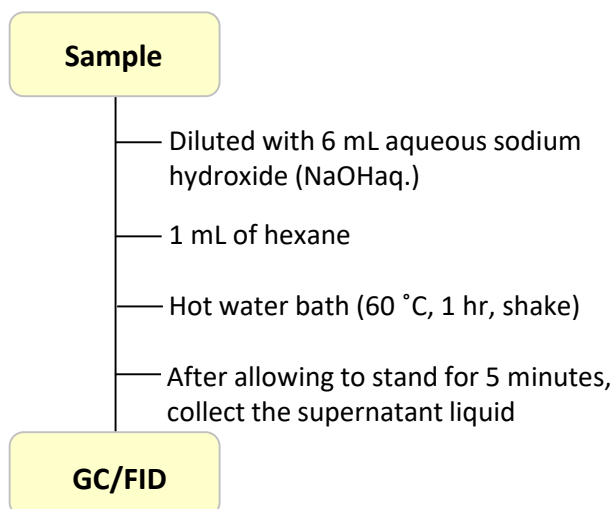 Sample
Diluted with 6 mL aqueous sodium
hydroxide (NaOHaq.)
1 mL of hexane
Hot water bath (60 ˚C, 1 hr, shake)
After allowing to stand for 5 minutes,
collect the supernatant liquid
GC/FID